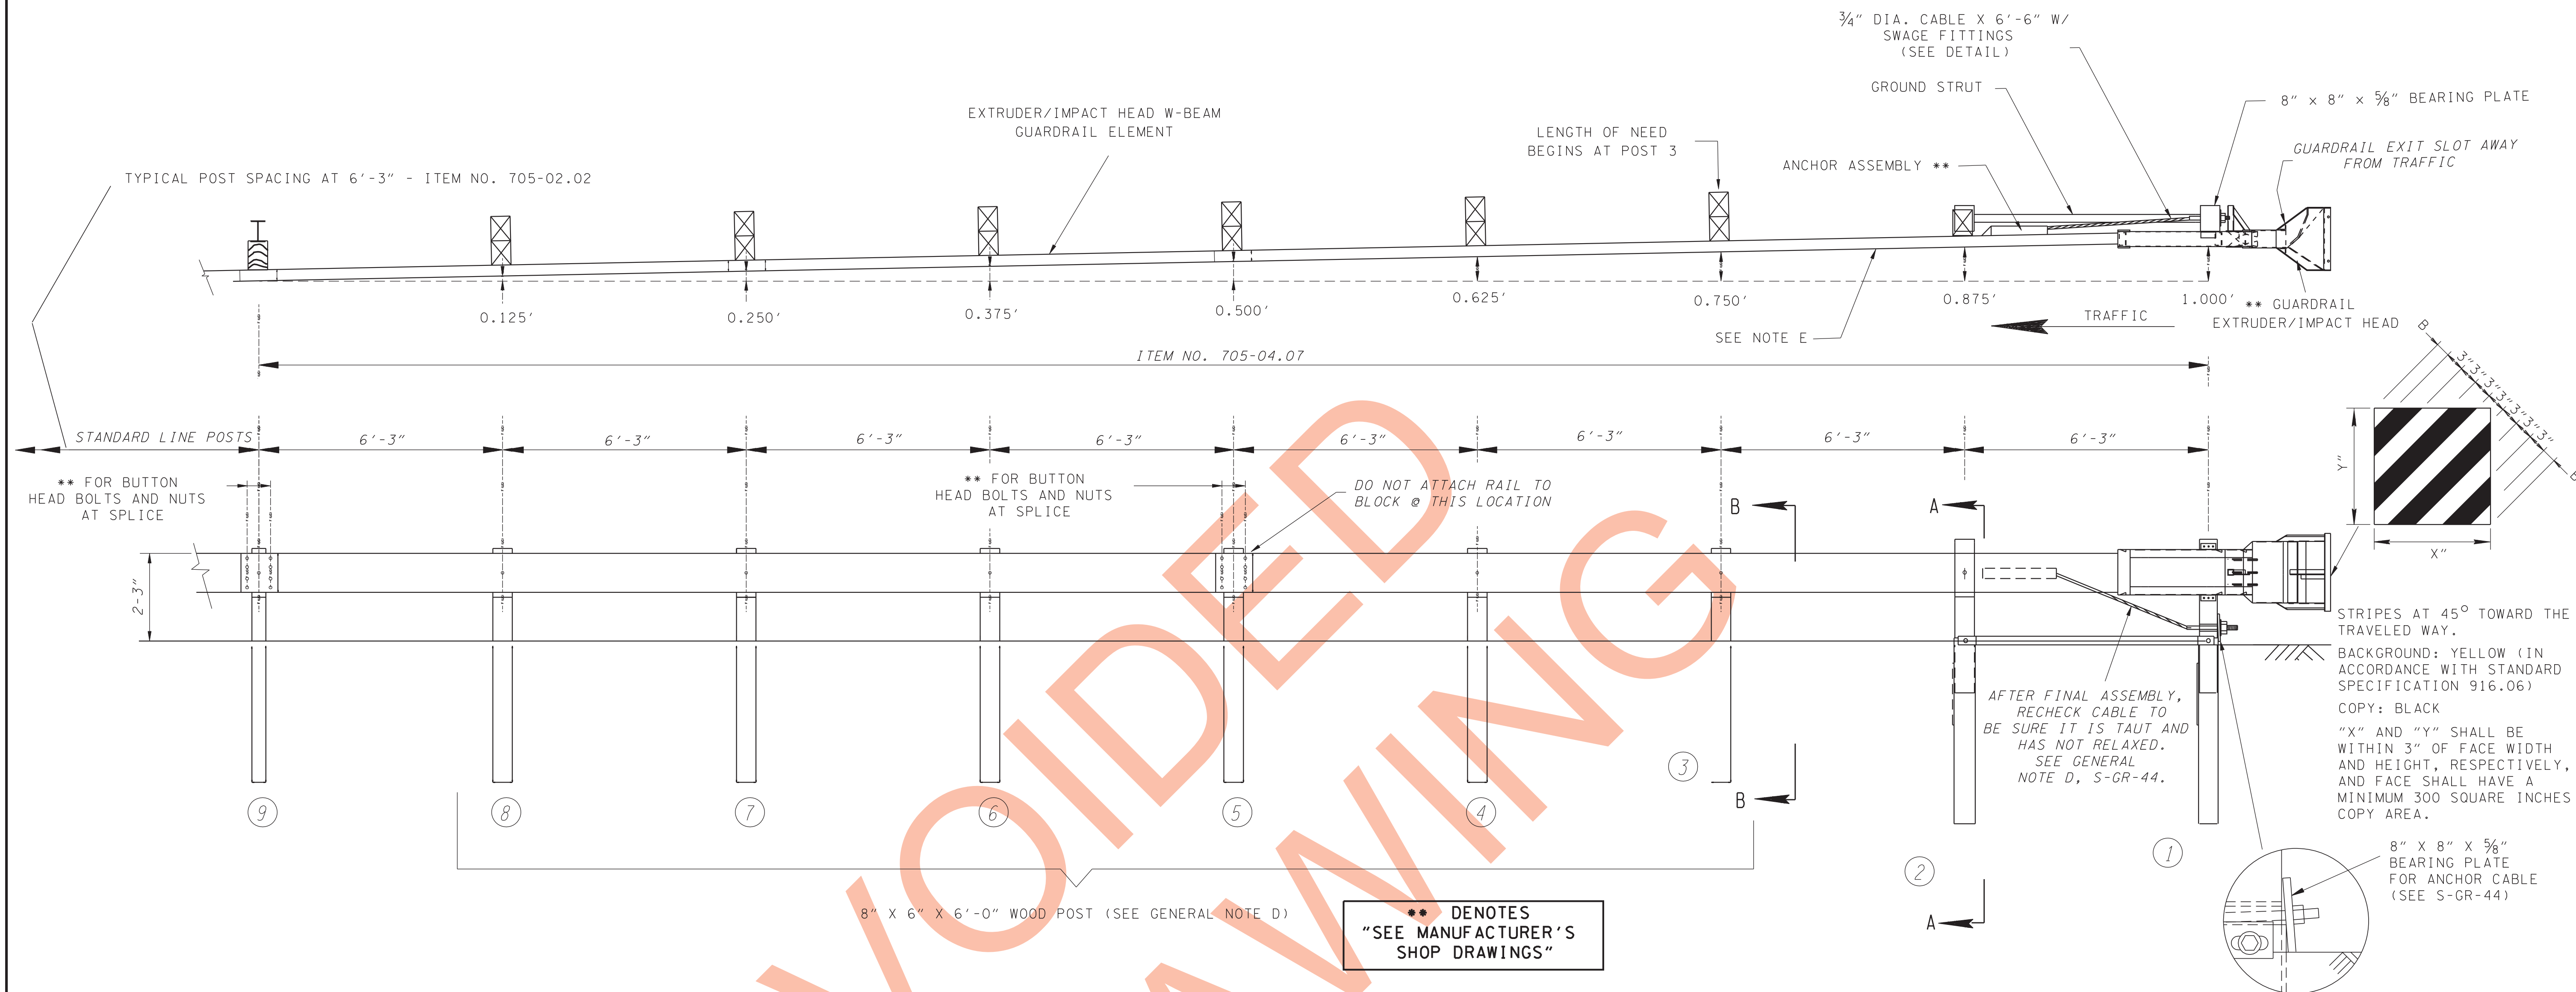 ¾" DIA. CABLE X 6'-6" W/
SWAGE FITTINGS
(SEE DETAIL)
GROUND STRUT
8" x 8" x ⅝" BEARING PLATE
EXTRUDER/IMPACT HEAD W-BEAM
GUARDRAIL ELEMENT
LENGTH OF NEED
BEGINS AT POST 3
GUARDRAIL EXIT SLOT AWAY
FROM TRAFFIC
ANCHOR ASSEMBLY **
TYPICAL POST SPACING AT 6'-3" - ITEM NO. 705-02.02
0.125'
0.250'
0.375'
0.500'
0.625'
0.750'
0.875'
1.000'
** GUARDRAIL
EXTRUDER/IMPACT HEAD
TRAFFIC
SEE NOTE E
ITEM NO. 705-04.07
B
3"3"3"3"3"3"3"
B
Y"
X"
STANDARD LINE POSTS
6'-3"
6'-3"
6'-3"
6'-3"
6'-3"
6'-3"
6'-3"
6'-3"
** FOR BUTTON
HEAD BOLTS AND NUTS
AT SPLICE
** FOR BUTTON
HEAD BOLTS AND NUTS
AT SPLICE
DO NOT ATTACH RAIL TO
BLOCK @ THIS LOCATION
B
A
2-3"
STRIPES AT 45° TOWARD THE
TRAVELED WAY.
BACKGROUND: YELLOW (IN
ACCORDANCE WITH STANDARD
SPECIFICATION 916.06)
COPY: BLACK
"X" AND "Y" SHALL BE
WITHIN 3" OF FACE WIDTH
AND HEIGHT, RESPECTIVELY,
AND FACE SHALL HAVE A
MINIMUM 300 SQUARE INCHES
COPY AREA.
AFTER FINAL ASSEMBLY,
RECHECK CABLE TO
BE SURE IT IS TAUT AND
HAS NOT RELAXED.
SEE GENERAL
NOTE D, S-GR-44.
B
9
8
7
6
5
4
3
2
1
8" X 8" X ⅝"
BEARING PLATE
FOR ANCHOR CABLE
(SEE S-GR-44)
A
8" X 6" X 6'-0" WOOD POST (SEE GENERAL NOTE D)
** DENOTES
"SEE MANUFACTURER'S
SHOP DRAWINGS"
VOIDED
AWING